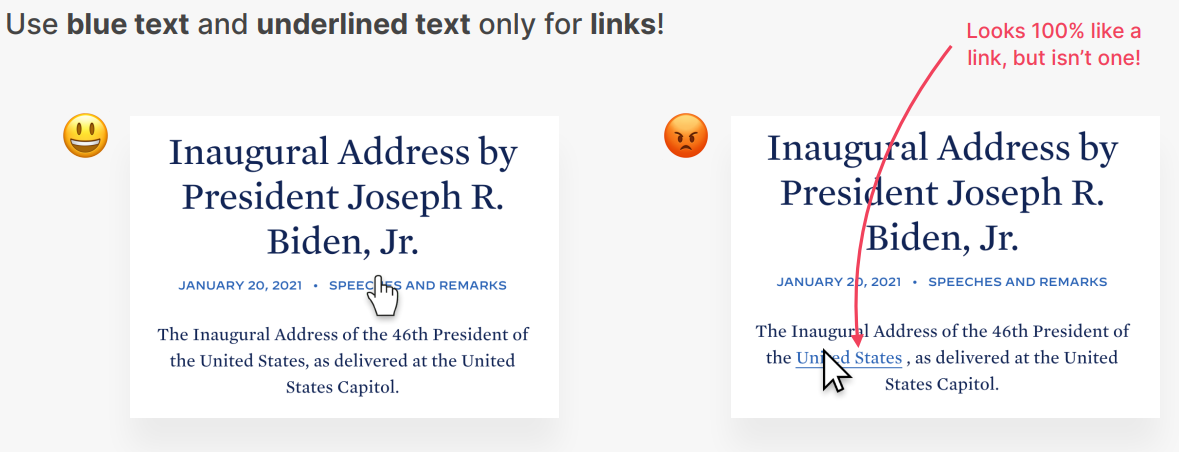 Use blue text and underlined text only for links!
Looks 100% like a
link, but isn't one!
Inaugural Address by
President Joseph R.
Biden, Jr.
JANUARY 20, 2021 • SPEECHES AND REMARKS
The Inaugural Address of the 46th President of
the United States, as delivered at the United
States Capitol.
Inaugural Address by
President Joseph R.
Biden, Jr.
JANUARY 20, 2021 • SPEECHES AND REMARKS
The Inaugural Address of the 46th President of
the United States , as delivered at the United
States Capitol.